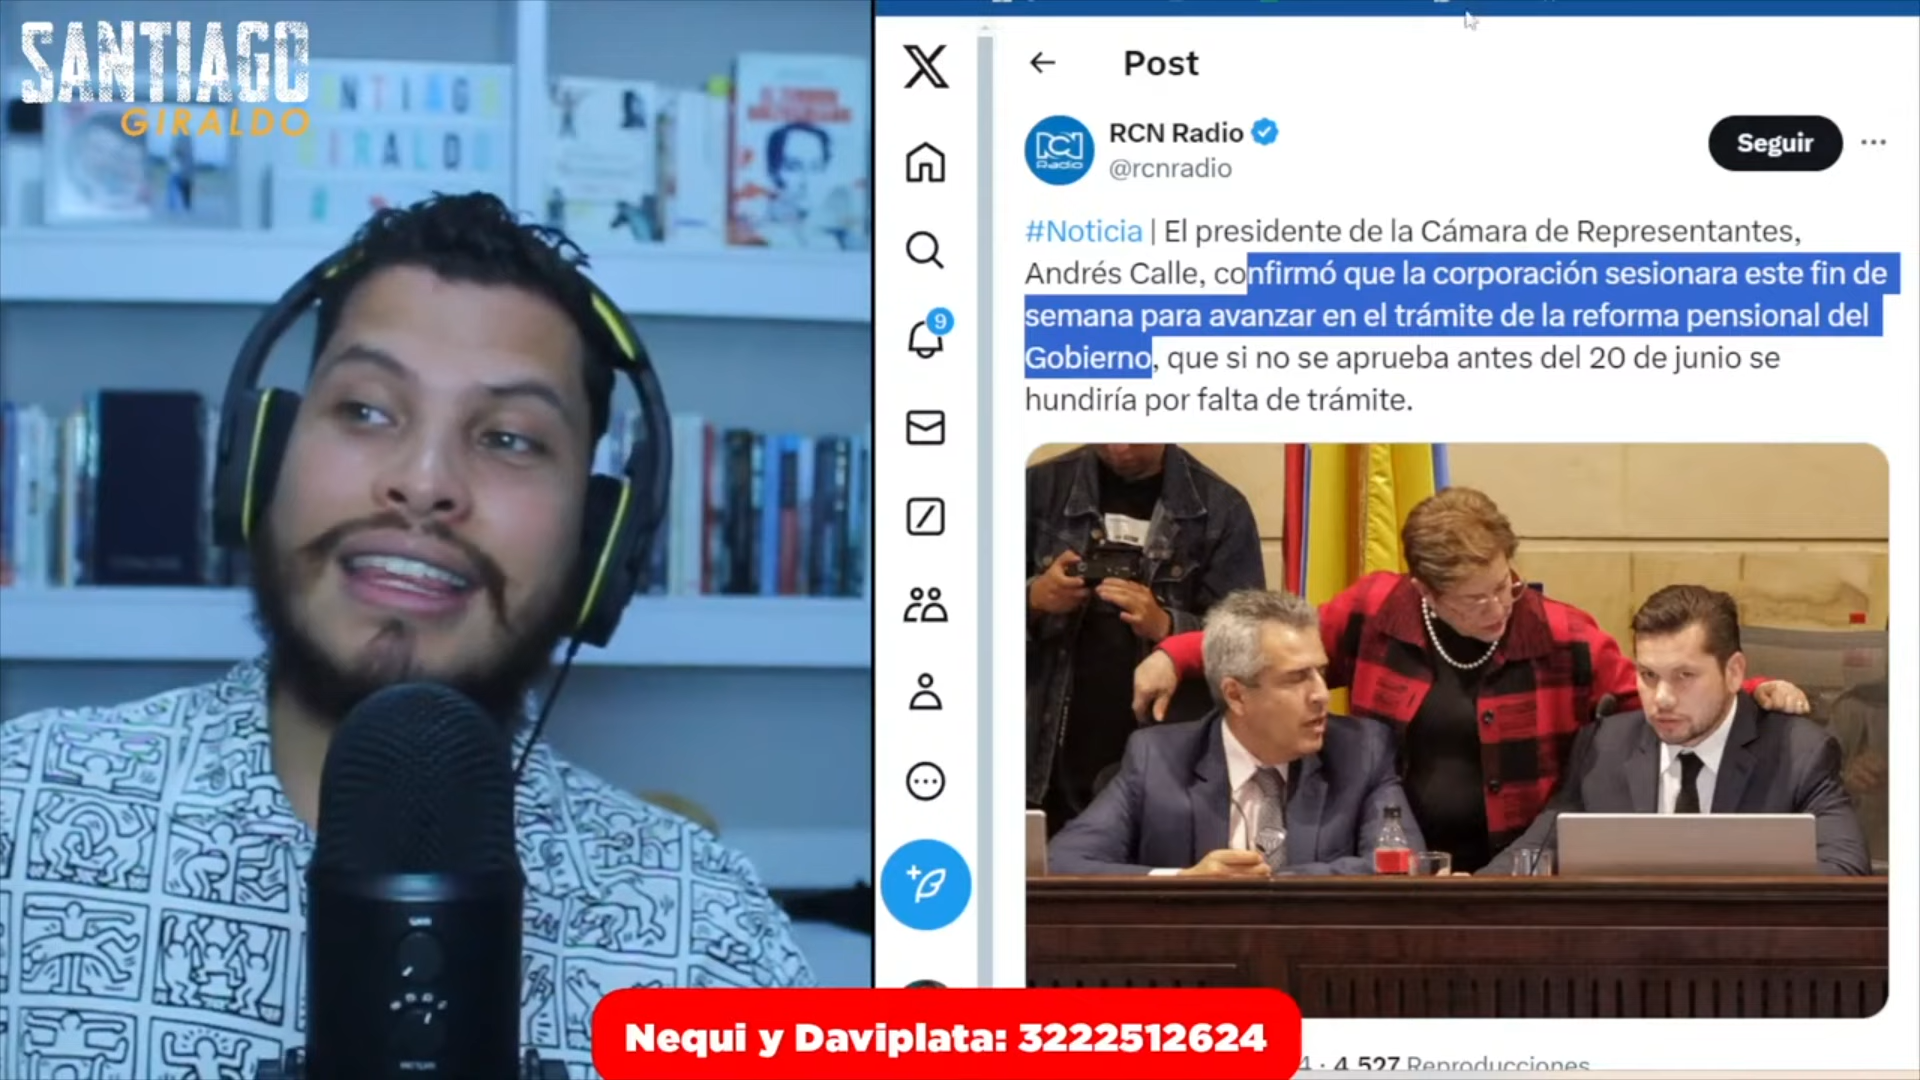 SANTIAGO
GIRALDO
Post
RCN Radio
@rcnradio
Seguir
#Noticia | El presidente de la Cámara de Representantes,
Andrés Calle, confirmó que la corporación sesionara este fin de
semana para avanzar en el trámite de la reforma pensional del
Gobierno, que si no se aprueba antes del 20 de junio se
hundiría por falta de trámite.
9
RCN
Radio
Nequi y Daviplata: 3222512624
4.527 Reproducciones